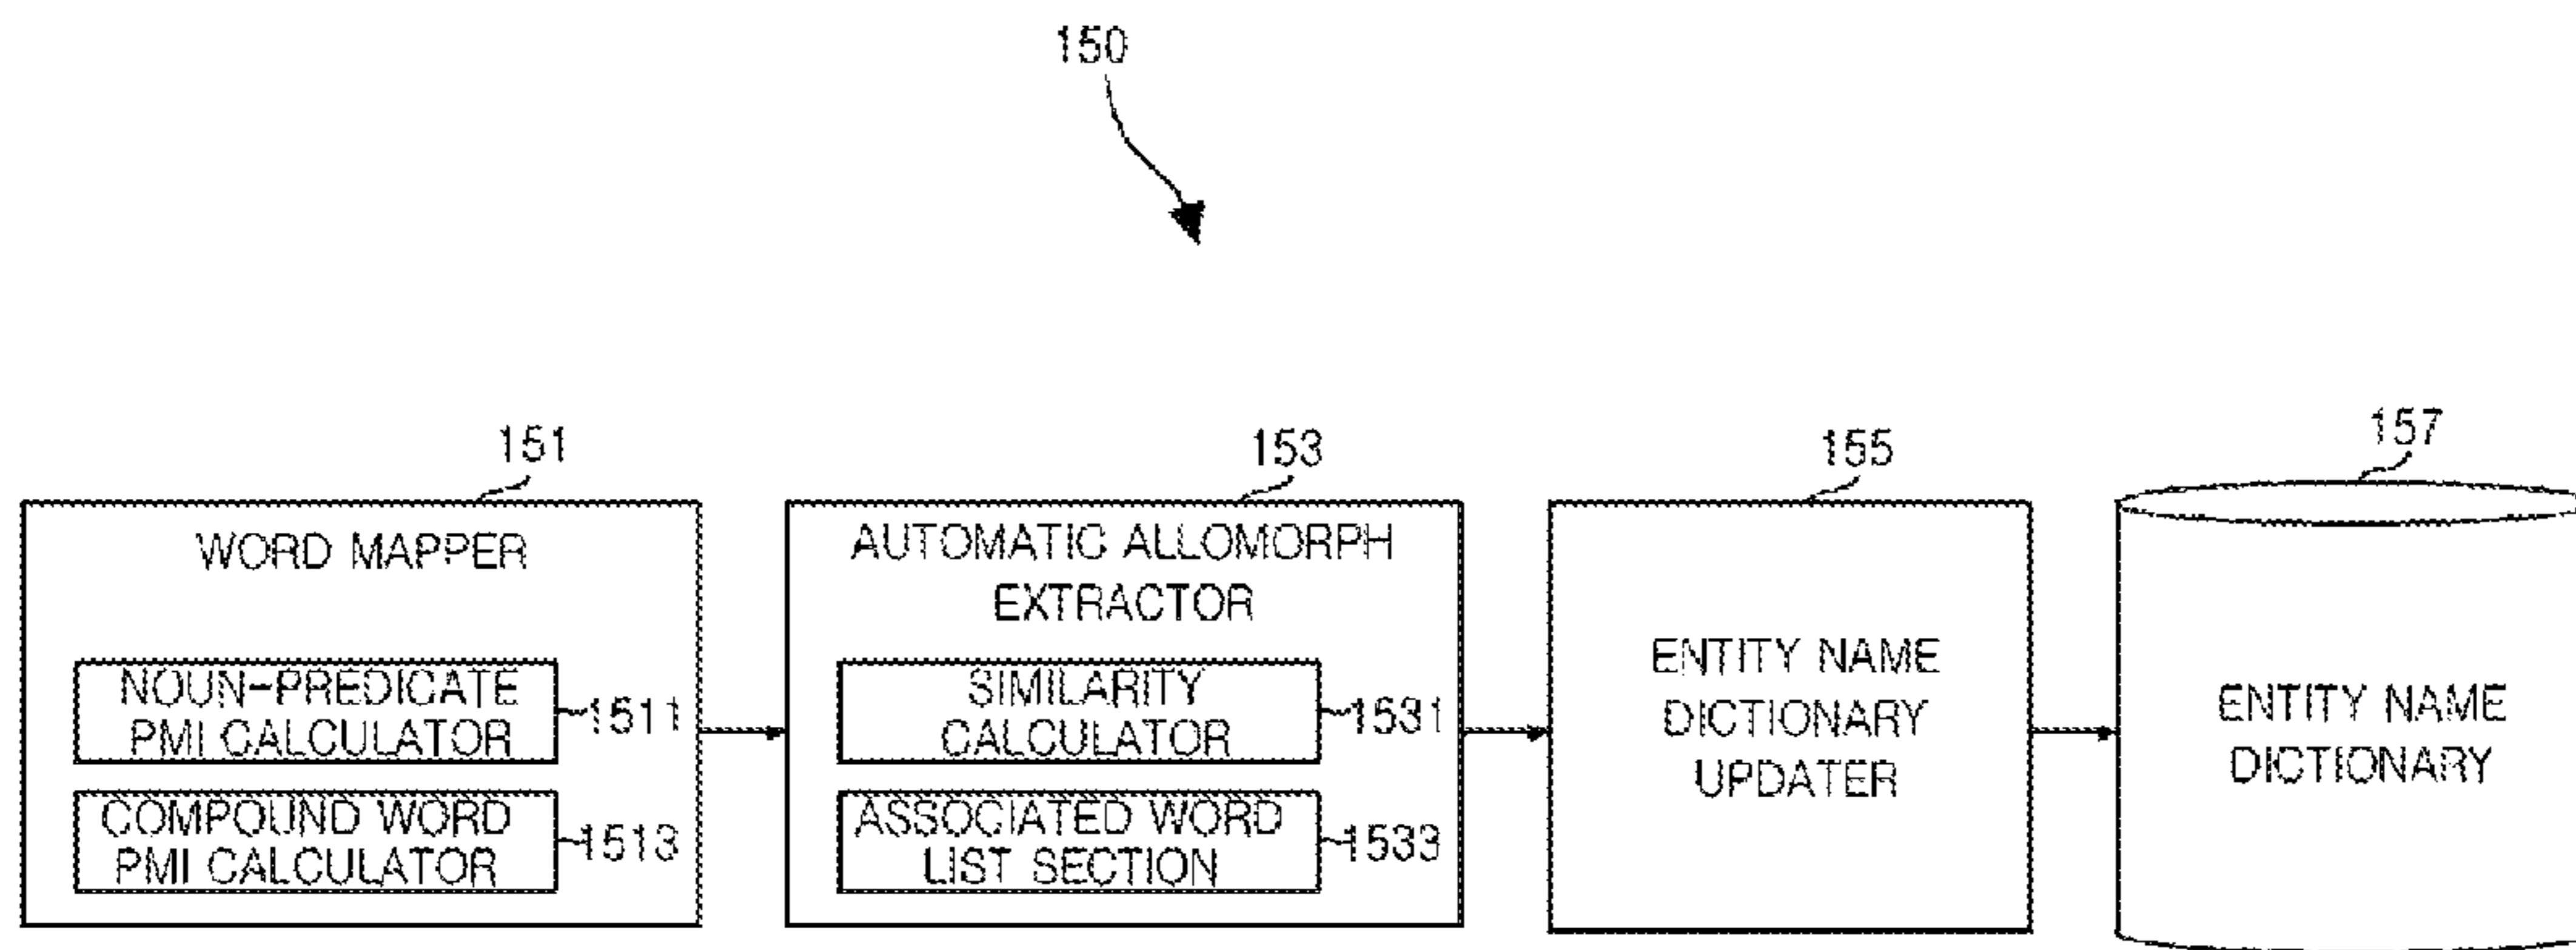 150
151
WORD MAPPER
NOUN-PREDICATE
PMI CALCULATOR
1511
COMPOUND WORD
PMI CALCULATOR
1513
153
AUTOMATIC ALLOMORPH
EXTRACTOR
SIMILARITY
CALCULATOR
1531
ASSOCIATED WORD
LIST SECTION
1533
155
ENTITY NAME
DICTIONARY
UPDATER
157
ENTITY NAME
DICTIONARY